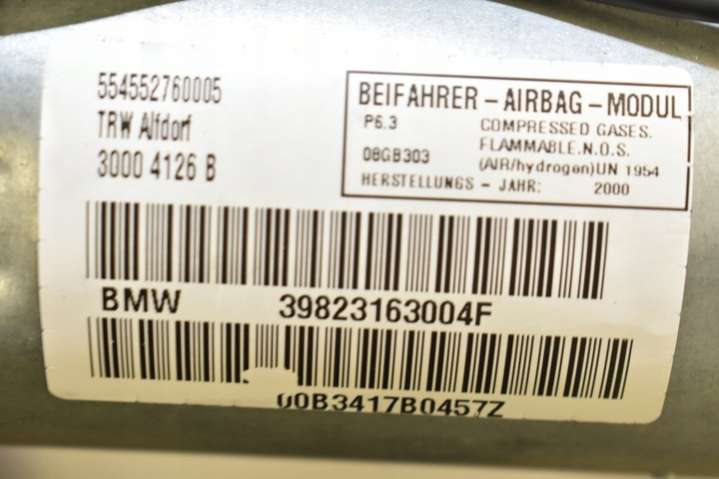 554552760005
TRW Alfdorf
3000 4126 B
BEIFAHRER - AIRBAG - MODUL
P6.3 COMPRESSED GASES.
FLAMMABLE.N.O.S.
08GB303 (AIR/hydrogen)UN 1954
HERSTELLUNGS - JAHR: 2000
BMW 39823163004F
00B3417B0457Z